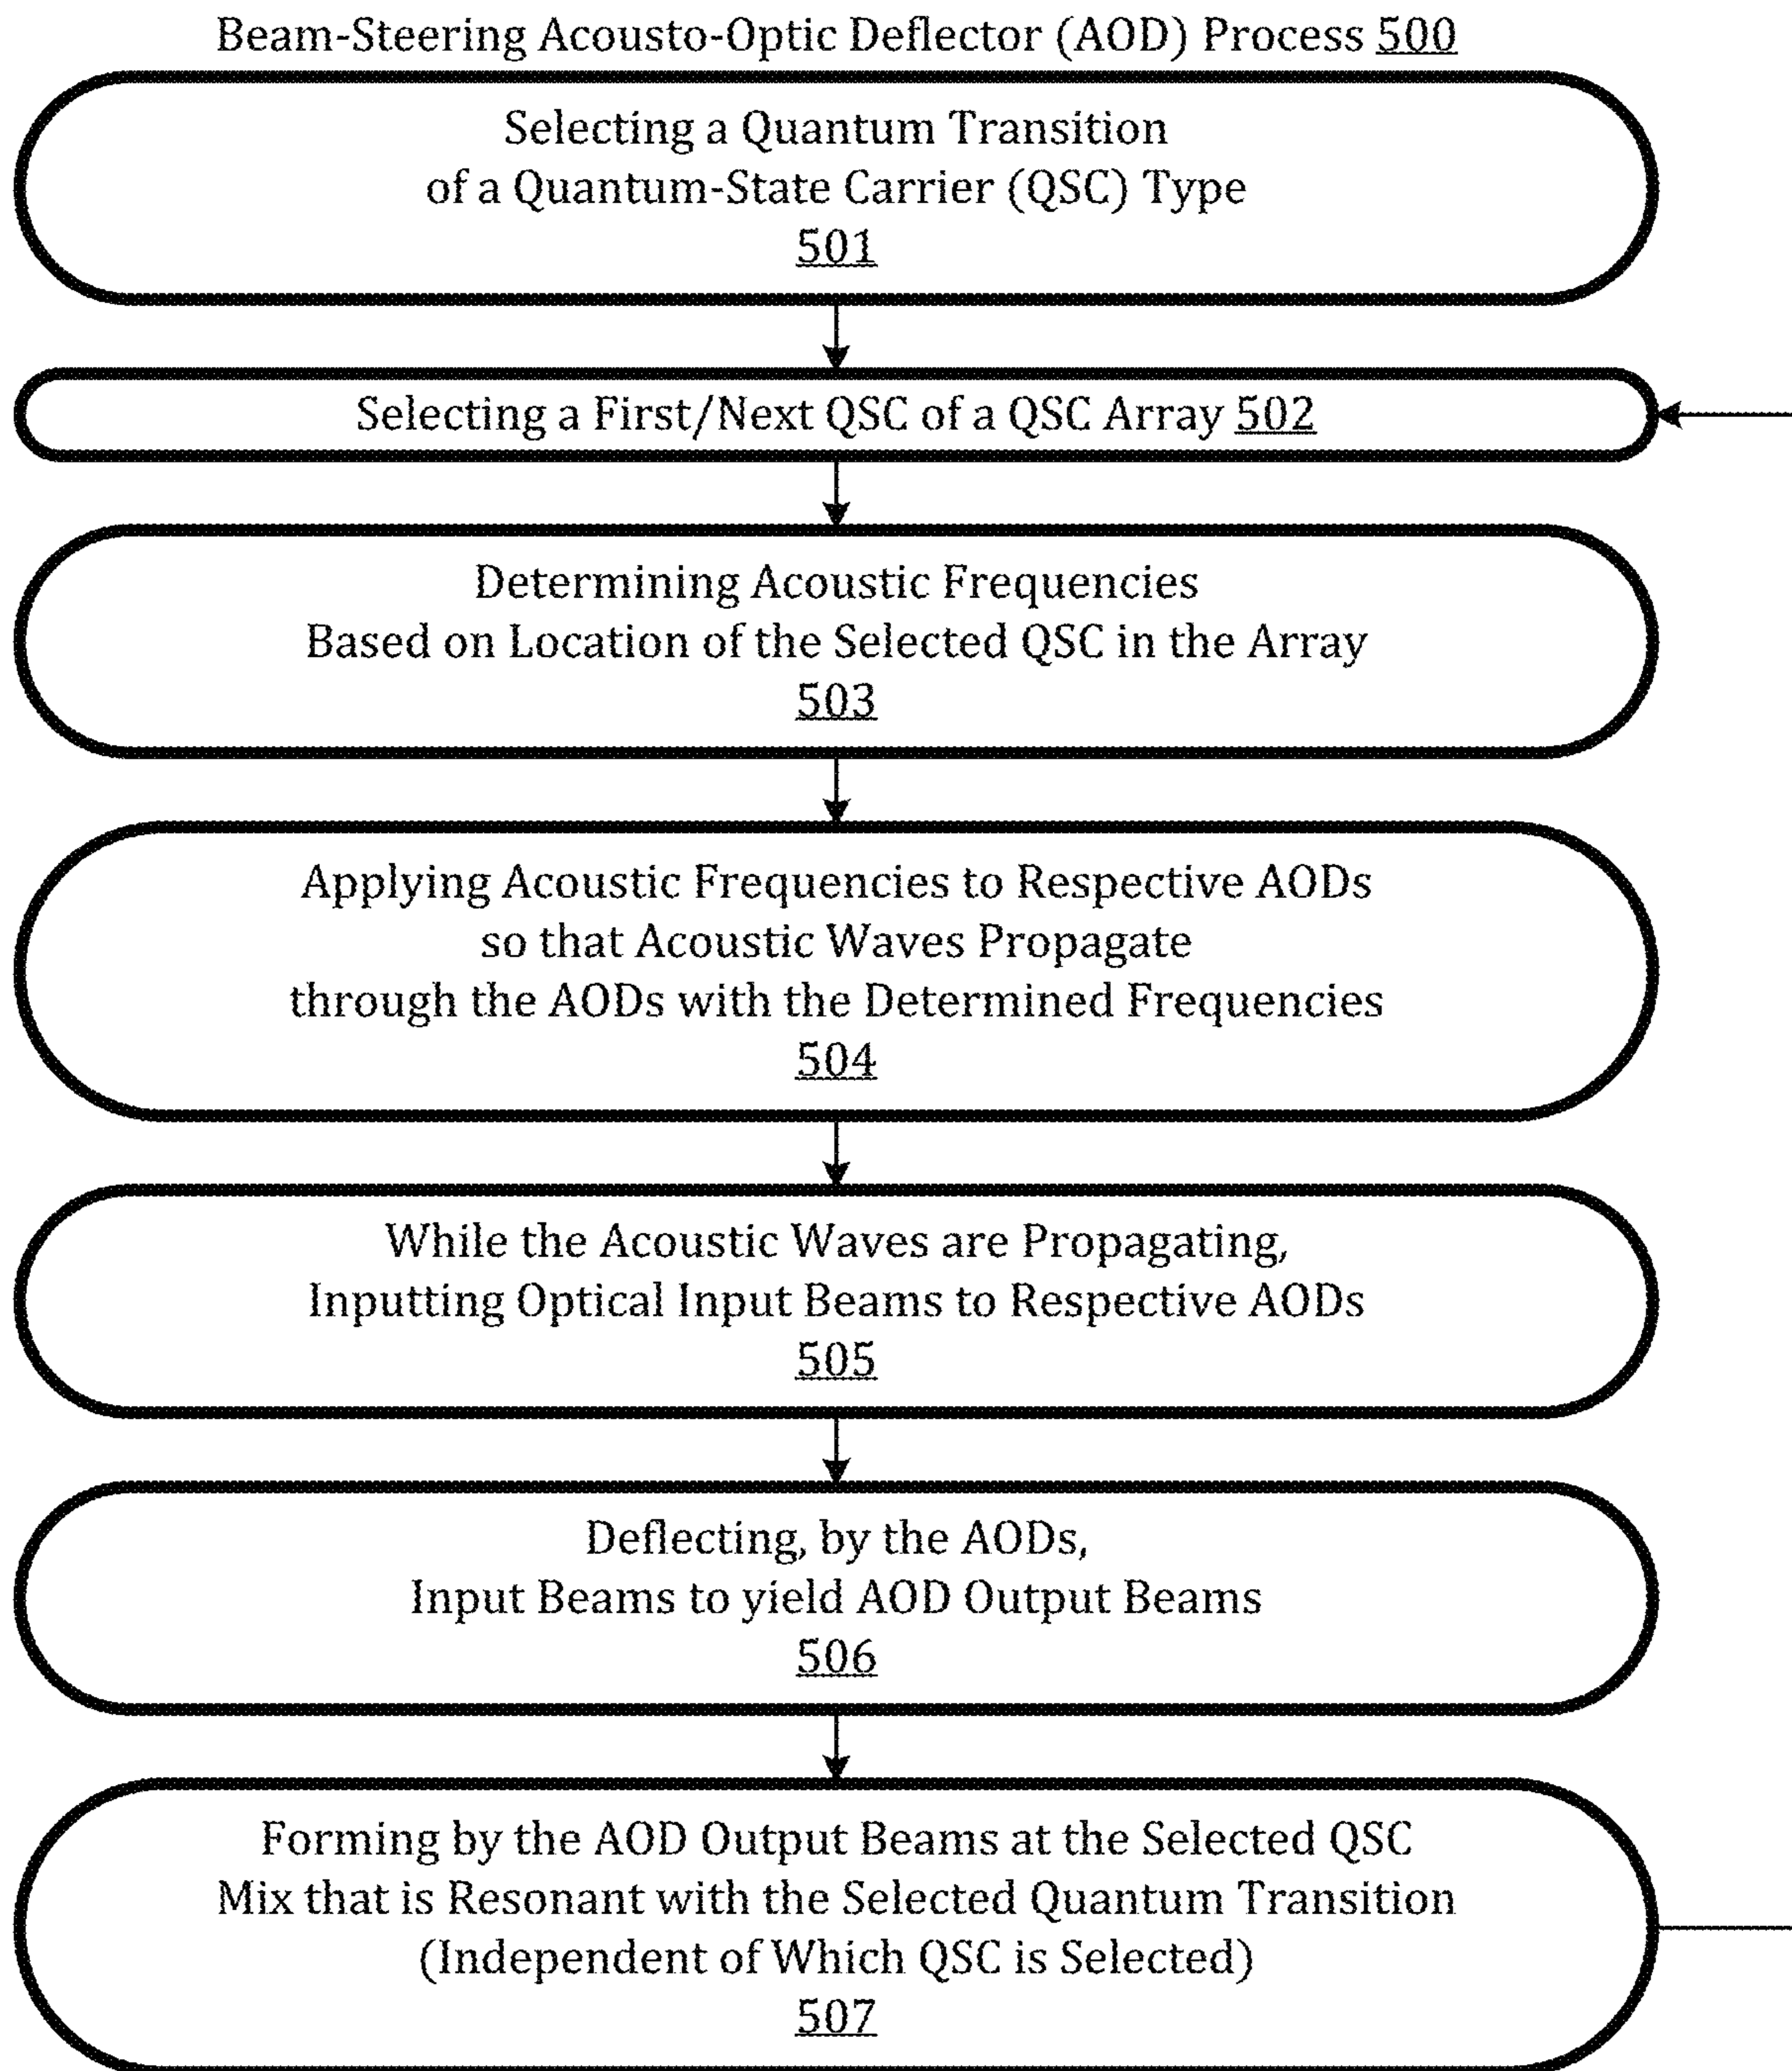 Beam-Steering Acousto-Optic Deflector (AOD) Process 500
Selecting a Quantum Transition
of a Quantum-State Carrier (QSC) Type
501
Selecting a First/Next QSC of a QSC Array 502
Determining Acoustic Frequencies
Based on Location of the Selected QSC in the Array
503
Applying Acoustic Frequencies to Respective AODs
so that Acoustic Waves Propagate
through the AODs with the Determined Frequencies
504
While the Acoustic Waves are Propagating,
Inputting Optical Input Beams to Respective AODs
505
Deflecting, by the AODs,
Input Beams to yield AOD Output Beams
506
Forming by the AOD Output Beams at the Selected QSC
Mix that is Resonant with the Selected Quantum Transition
(Independent of Which QSC is Selected)
507